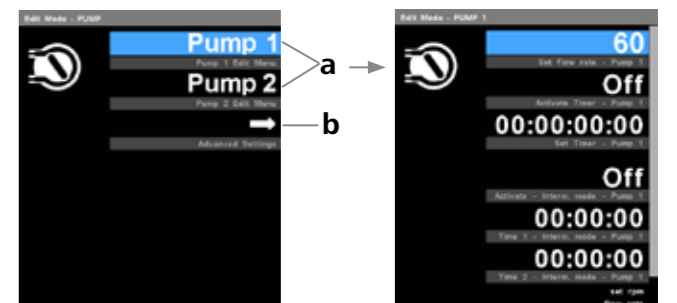 Edit Mode - PUMP
Pump 1
Pump 1 Edit Menu
Pump 2
Pump 2 Edit Menu
Advanced Settings
a
b
Edit Mode - PUMP 1
60
Set flow rate - Pump 1
Off
Activate Timer - Pump 1
00:00:00:00
Set Timer - Pump 1
Off
Activate - Interm. mode - Pump 1
00:00:00
Time 1 - Interm. mode - Pump 1
00:00:00
Time 2 - Interm. mode - Pump 1
set rpm
flow rate